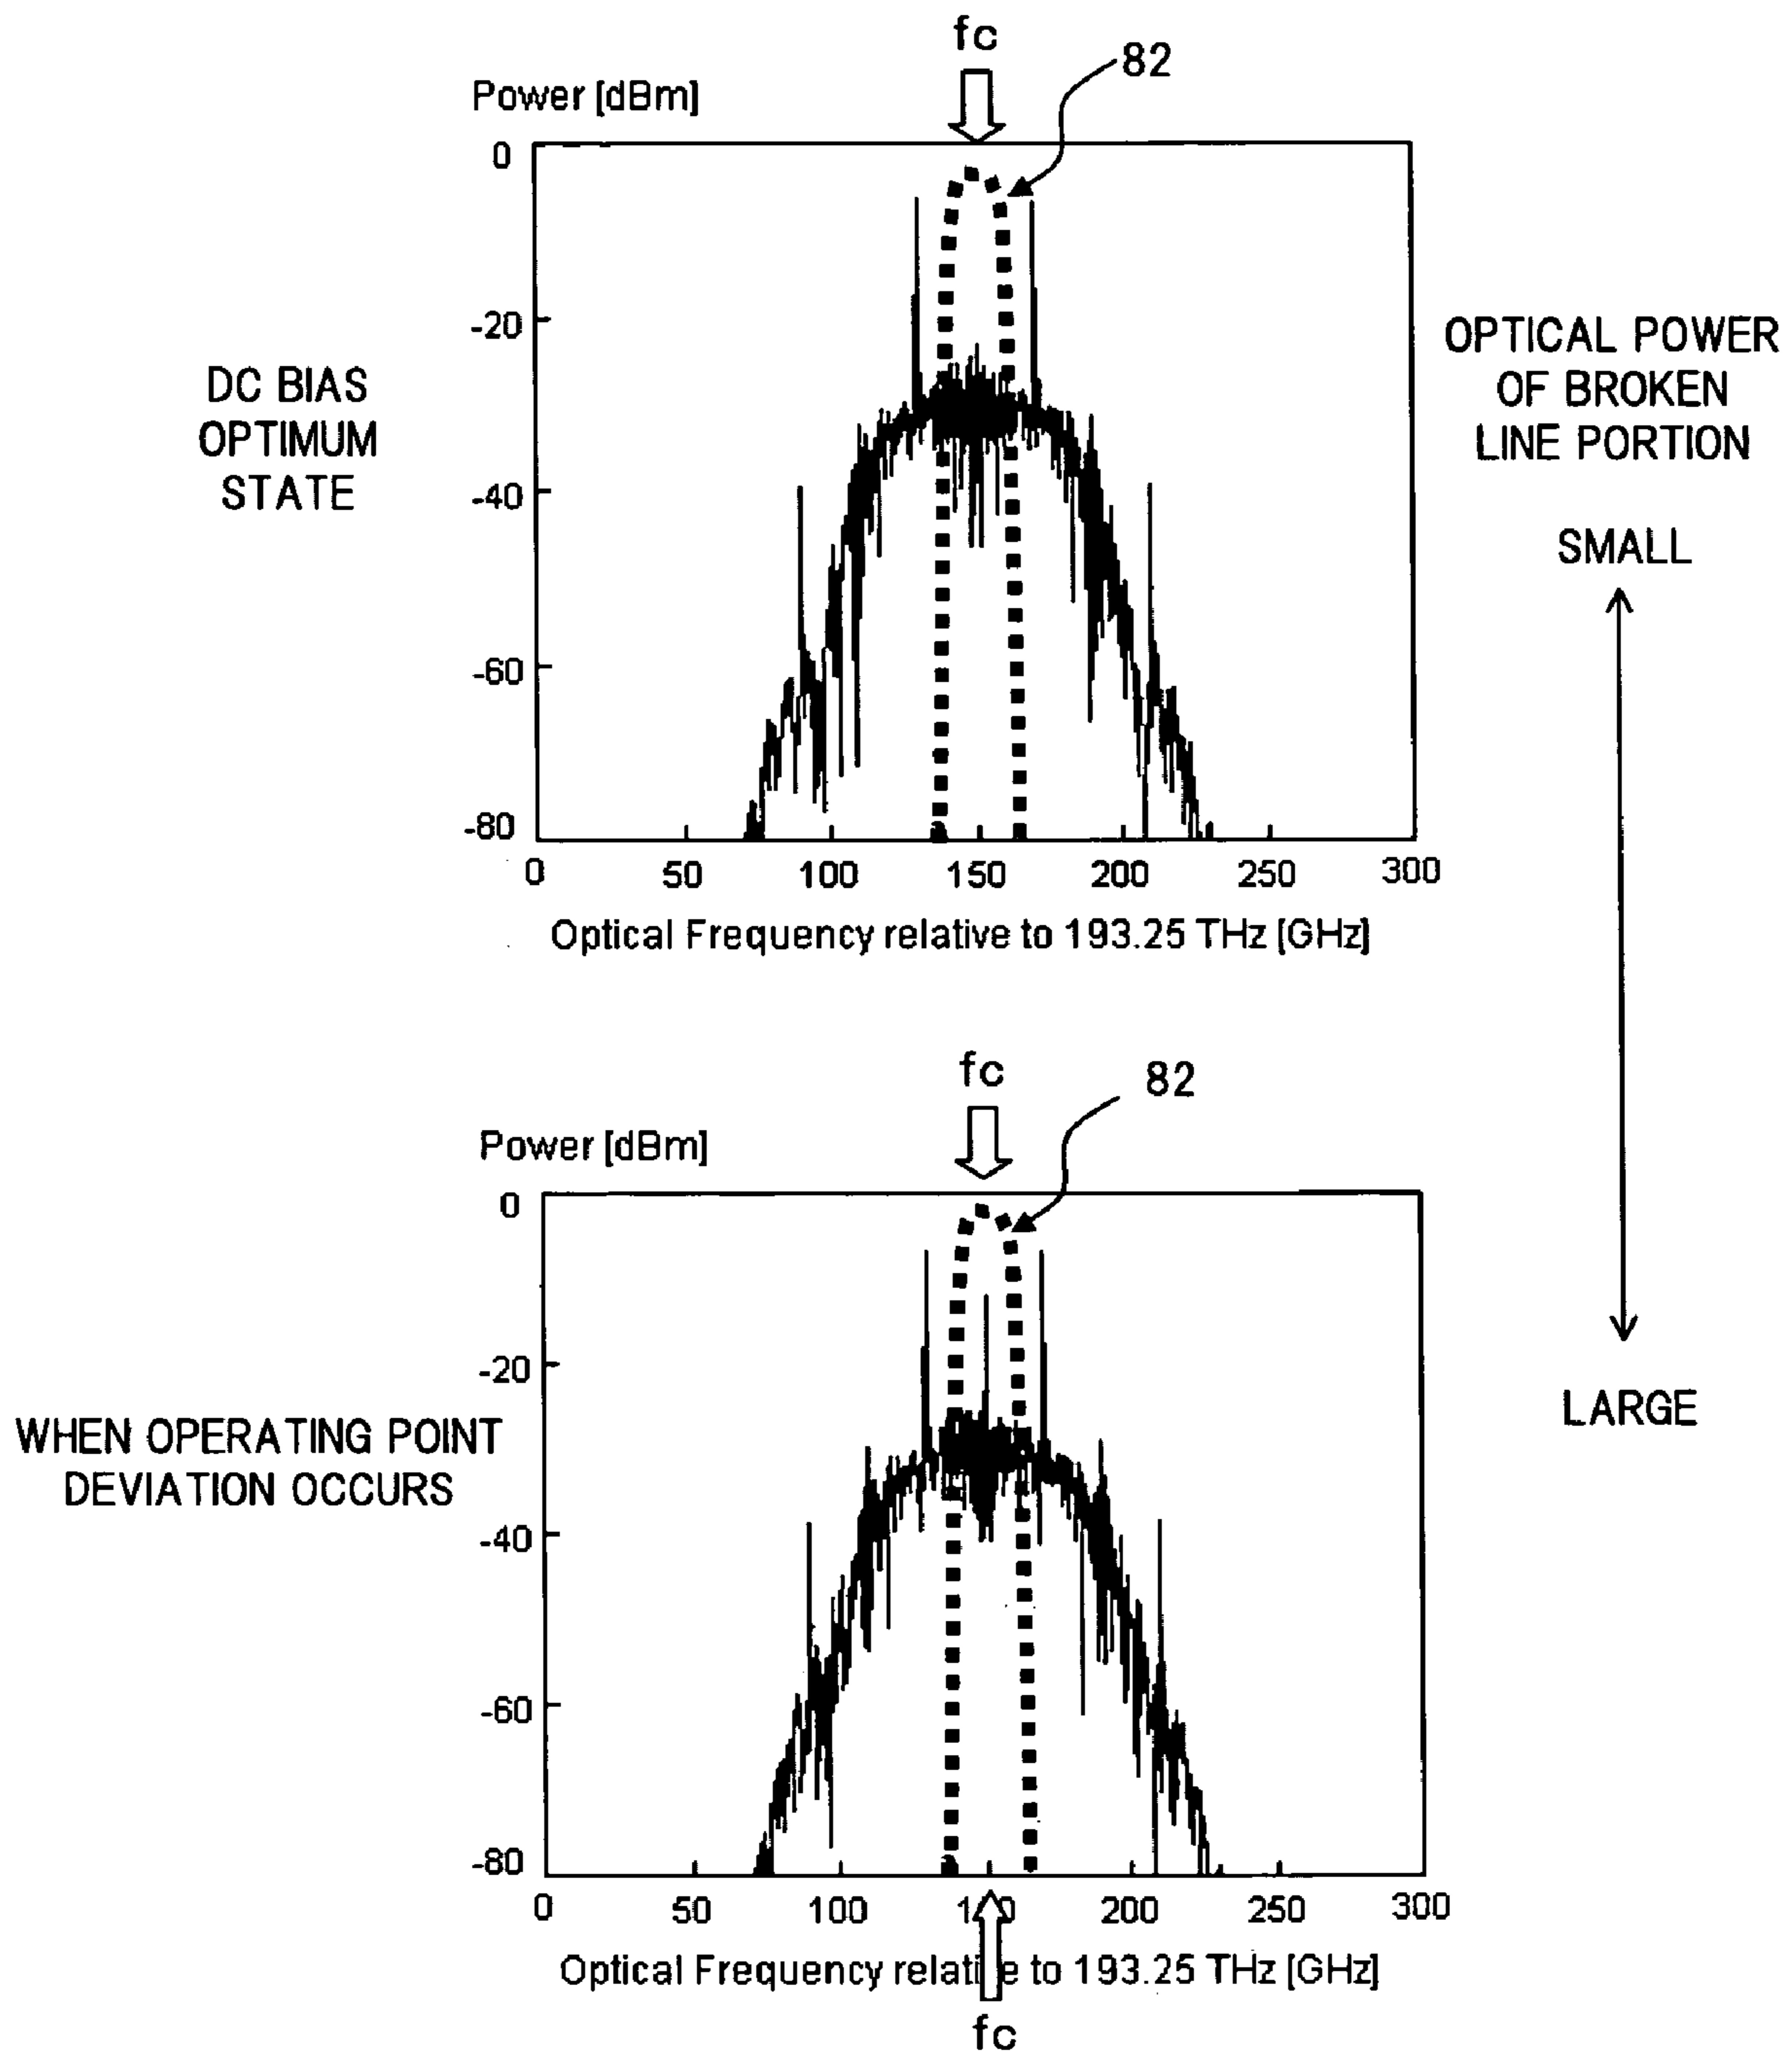 fc
82
Power [dBm]
0
-20
-40
-60
-80
0 50 100 150 200 250 300
Optical Frequency relative to 193.25 THz [GHz]
DC BIAS
OPTIMUM
STATE
OPTICAL POWER
OF BROKEN
LINE PORTION
SMALL
LARGE
fc
82
Power [dBm]
0
-20
-40
-60
-80
0 50 100 150 200 250 300
Optical Frequency relative to 193.25 THz [GHz]
fc
WHEN OPERATING POINT
DEVIATION OCCURS